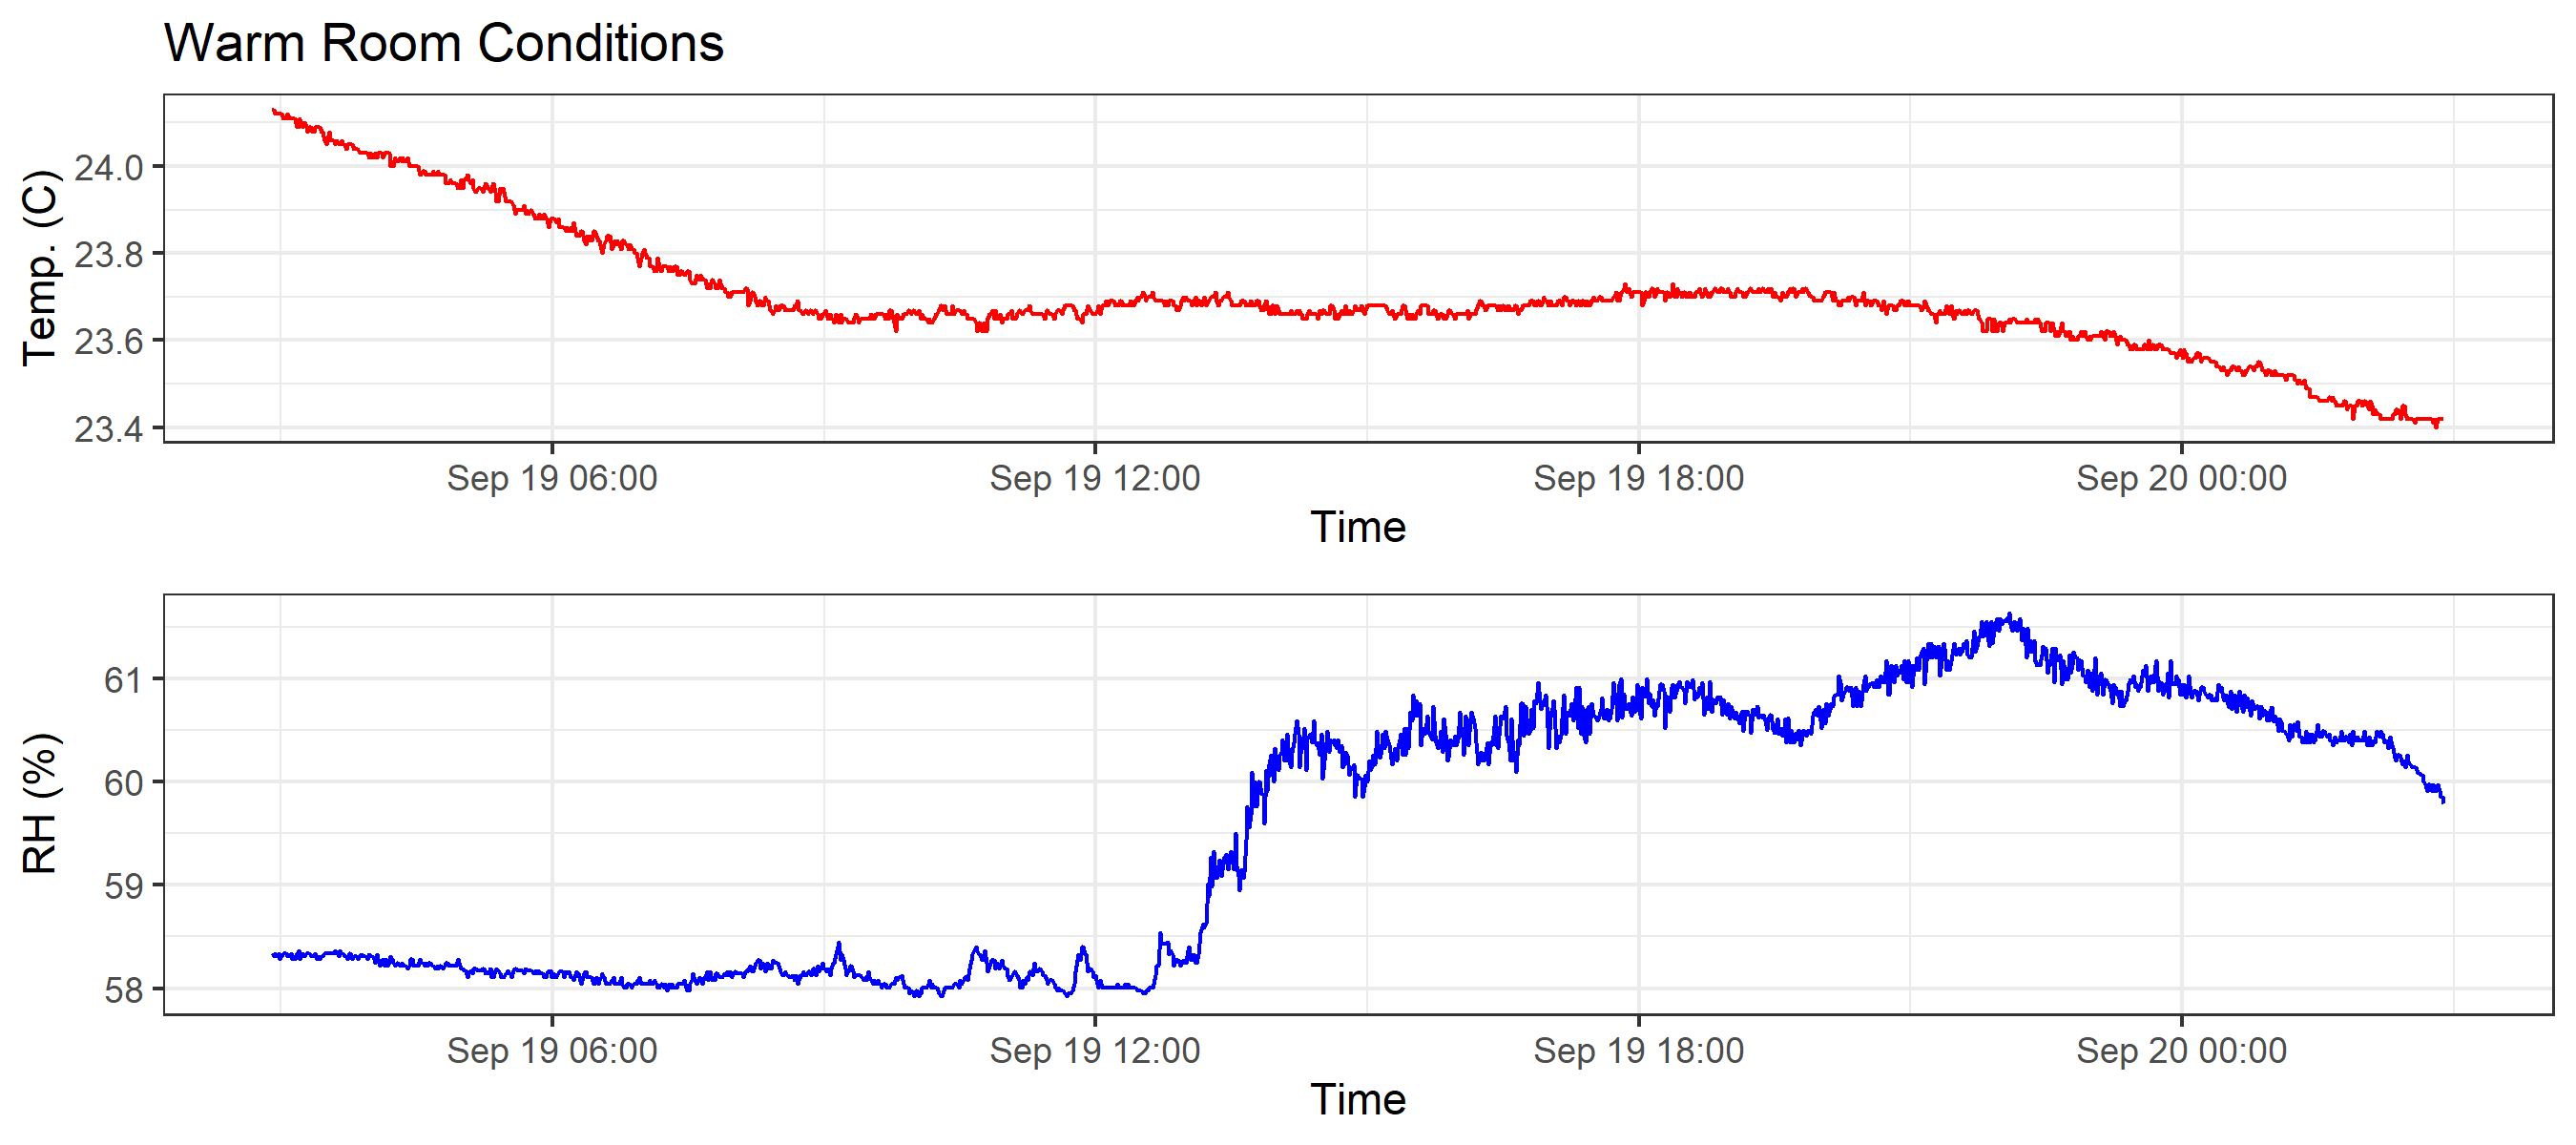 Warm Room Conditions
Temp. (C)
24.0
23.8
23.6
23.4
Sep 19 06:00 Sep 19 12:00 Sep 19 18:00 Sep 20 00:00
Time
RH (%)
61
60
59
58
Sep 19 06:00 Sep 19 12:00 Sep 19 18:00 Sep 20 00:00
Time